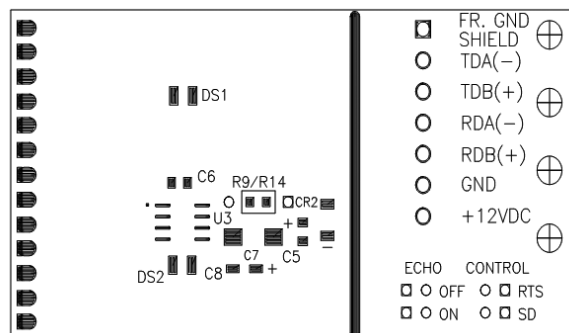 FR. GND
SHIELD
TDA(-)
DS1
TDB(+)
RDA(-)
C6
R9/R14
RDB(+)
CR2
GND
U3
+
+12VDC
DS2
C8
C7
+
C5
-
ECHO CONTROL
OFF RTS
ON SD